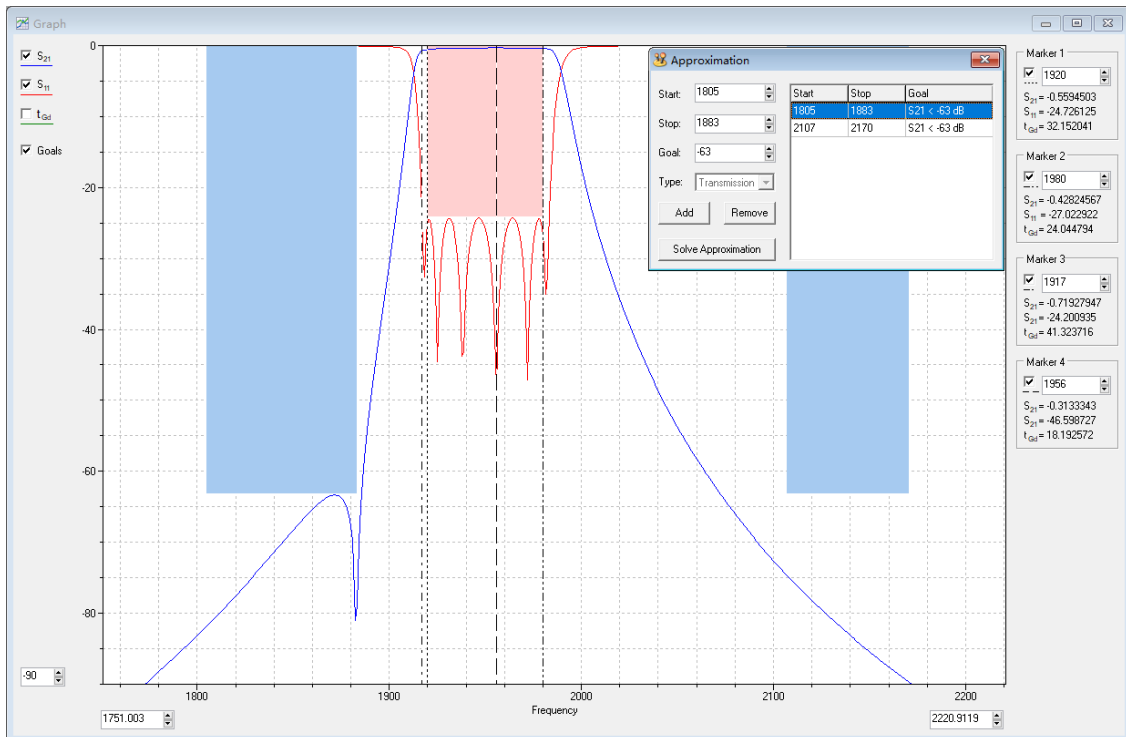 Graph
S21
S11
tGd
Goals
0
-20
-40
-60
-80
-90
1800
1900
2000
2100
2200
Frequency
1751.003
2220.9119
Approximation
Start: 1805
Stop: 1883
Goal: -63
Type: Transmission
Add
Remove
Solve Approximation
Start Stop Goal
1805 1883 S21 < -63 dB
2107 2170 S21 < -63 dB
Marker 1
1920
S21= -0.5594503
S11= -24.726125
tGd= 32.152041
Marker 2
1980
S21= -0.42824567
S11= -27.022922
tGd= 24.044794
Marker 3
1917
S21= -0.71927947
S21= -24.200935
tGd= 41.323716
Marker 4
1956
S21= -0.3133343
S21= -46.598727
tGd= 18.192572